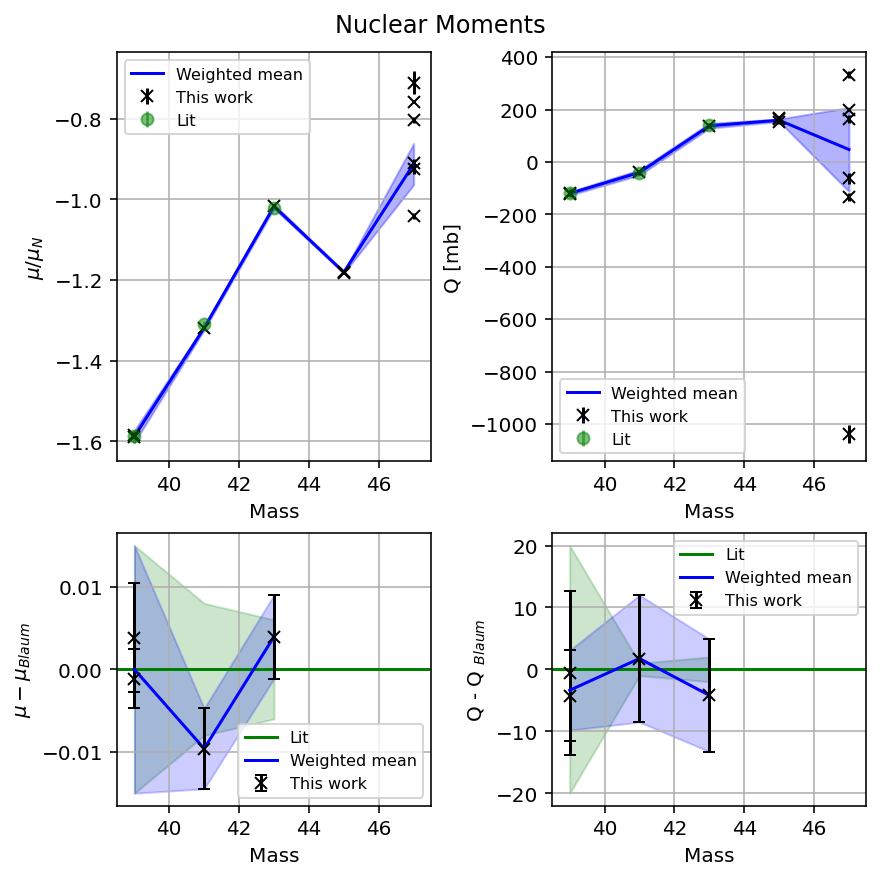 Nuclear Moments
Weighted mean
This work
Lit
−0.8
−1.0
−1.2
−1.4
−1.6
μ/μN
40
42
44
46
Mass
400
200
0
−200
−400
−600
−800
−1000
Q [mb]
Weighted mean
This work
Lit
40
42
44
46
Mass
0.01
0.00
−0.01
μ − μBlaum
Lit
Weighted mean
This work
40
42
44
46
Mass
20
10
0
−10
−20
Q - Q Blaum
Lit
Weighted mean
This work
40
42
44
46
Mass